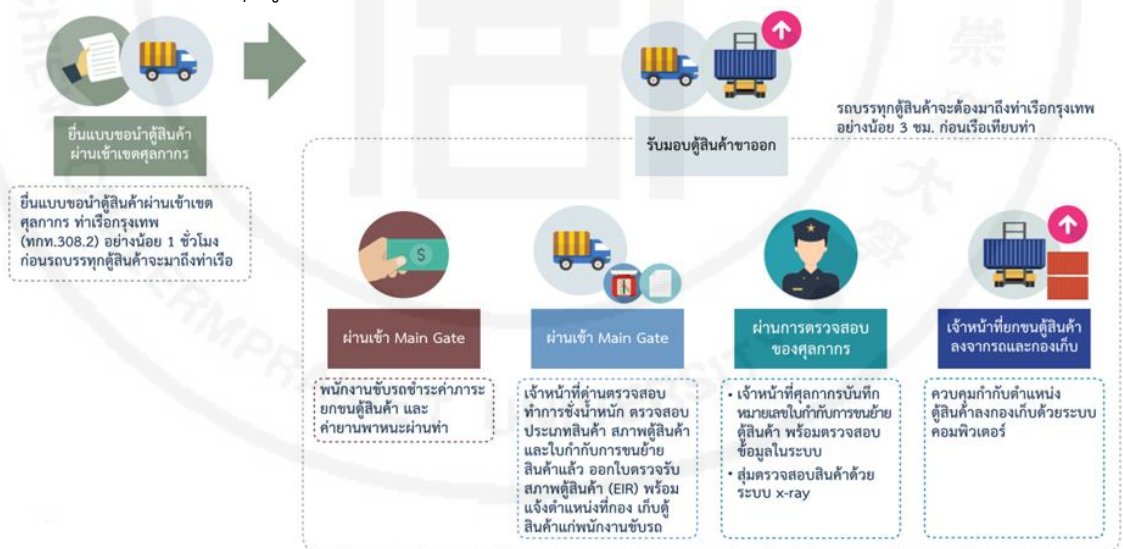 ยื่นแบบขอนำตู้สินค้า
ผ่านเข้าเขตศุลกากร
ยื่นแบบขอนำตู้สินค้าผ่านเข้าเขต
ศุลกากร ท่าเรือกรุงเทพ
(ทกท.308.2) อย่างน้อย 1 ชั่วโมง
ก่อนรถบรรทุกตู้สินค้าจะมาถึงท่าเรือ
รับมอบตู้สินค้าขาออก
รถบรรทุกตู้สินค้าจะต้องมาถึงท่าเรือกรุงเทพ
อย่างน้อย 3 ชม. ก่อนเรือเทียบท่า
ผ่านเข้า Main Gate
พนักงานขับรถชำระค่าภาระ
ยกขนตู้สินค้า และ
ค่ายานพาหนะผ่านท่า
ผ่านเข้า Main Gate
เจ้าหน้าที่ด่านตรวจสอบ
ทำการชั่งน้ำหนัก ตรวจสอบ
ประเภทสินค้า สภาพตู้สินค้า
และใบกำกับการขนย้าย
สินค้าแล้ว ออกใบตรวจรับ
สภาพตู้สินค้า (EIR) พร้อม
แจ้งตำแหน่งที่กอง เก็บตู้
สินค้าแก่พนักงานขับรถ
ผ่านการตรวจสอบ
ของศุลกากร
• เจ้าหน้าที่ศุลกากรบันทึก
หมายเลขใบกำกับการขนย้าย
ตู้สินค้า พร้อมตรวจสอบ
ข้อมูลในระบบ
• สุ่มตรวจสอบสินค้าด้วย
ระบบ x-ray
เจ้าหน้าที่ยกขนตู้สินค้า
ลงจากรถและกองเก็บ
ควบคุมกำกับตำแหน่ง
ตู้สินค้าลงกองเก็บด้วยระบบ
คอมพิวเตอร์